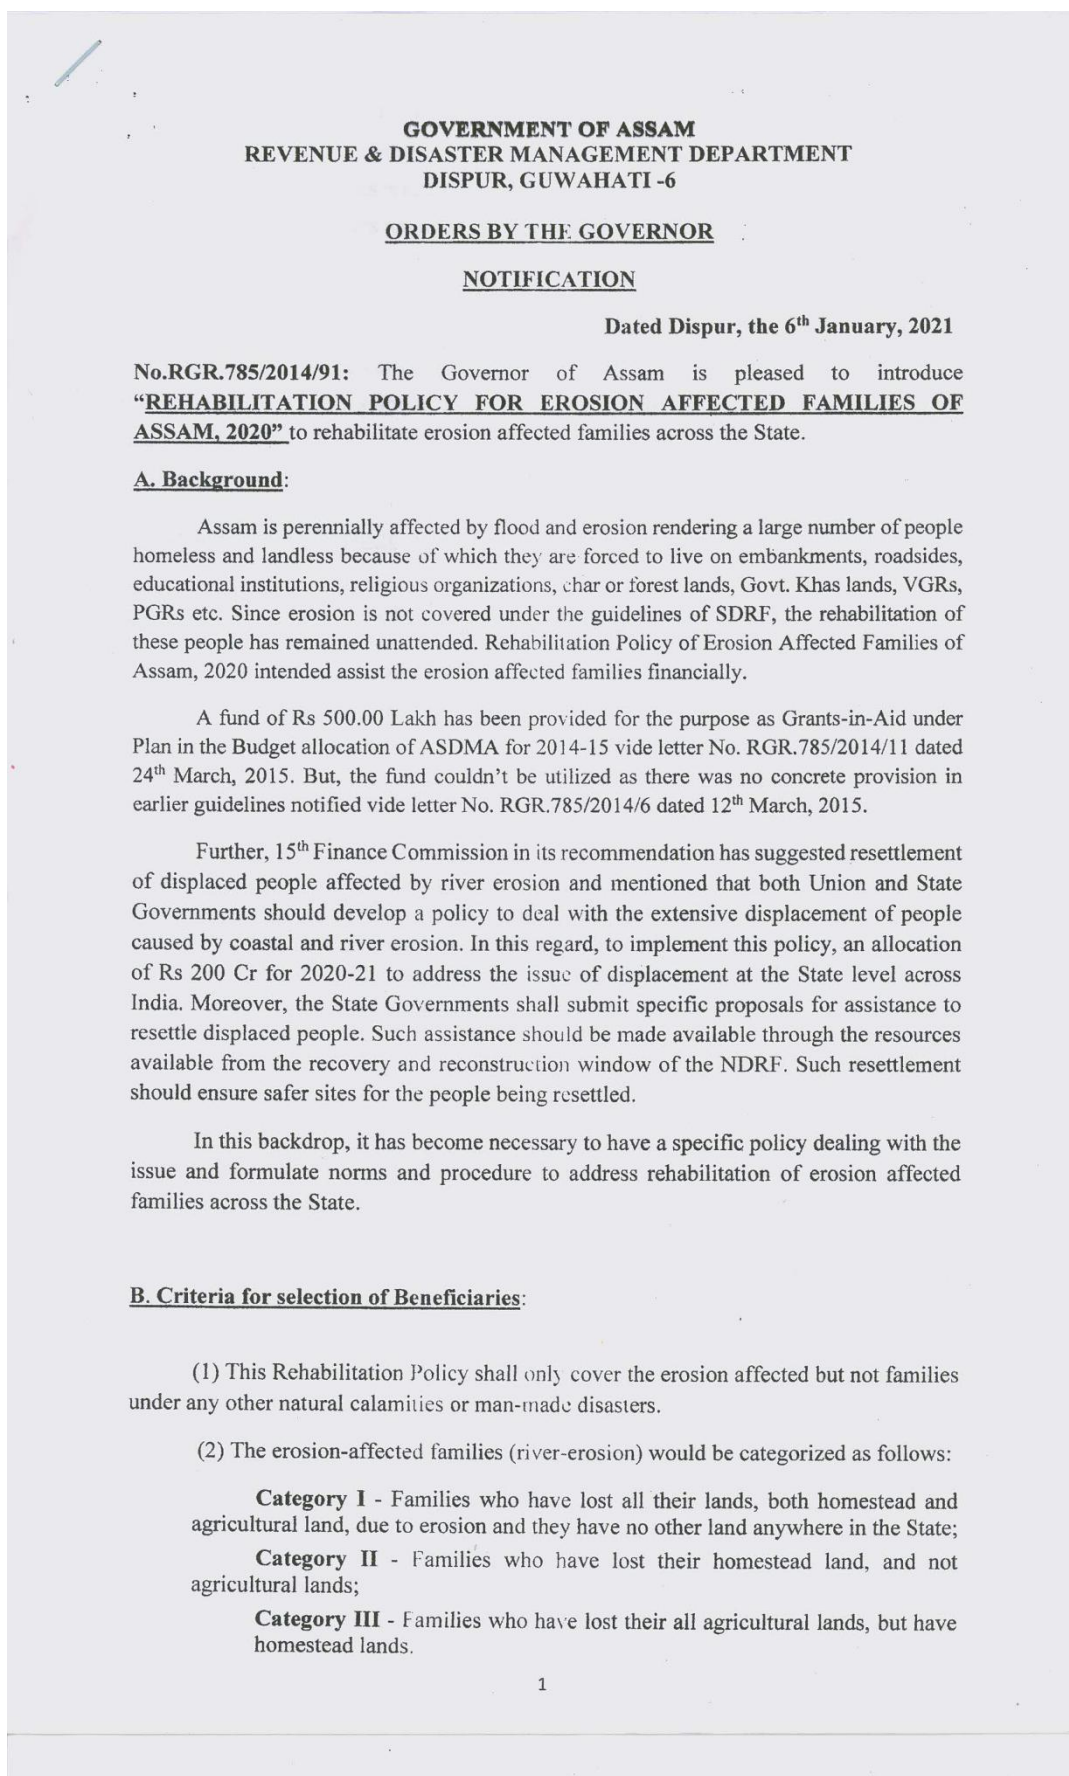 GOVERNMENT OF ASSAM
REVENUE & DISASTER MANAGEMENT DEPARTMENT
DISPUR, GUWAHATI -6
ORDERS BY THE GOVERNOR
NOTIFICATION
Dated Dispur, the 6th January, 2021
No.RGR.785/2014/91: The Governor of Assam is pleased to introduce
“REHABILITATION POLICY FOR EROSION AFFECTED FAMILIES OF
ASSAM, 2020” to rehabilitate erosion affected families across the State.
A. Background:
Assam is perennially affected by flood and erosion rendering a large number of people
homeless and landless because of which they are forced to live on embankments, roadsides,
educational institutions, religious organizations, char or forest lands, Govt. Khas lands, VGRs,
PGRs etc. Since erosion is not covered under the guidelines of SDRF, the rehabilitation of
these people has remained unattended. Rehabilitation Policy of Erosion Affected Families of
Assam, 2020 intended assist the erosion affected families financially.
A fund of Rs 500.00 Lakh has been provided for the purpose as Grants-in-Aid under
Plan in the Budget allocation of ASDMA for 2014-15 vide letter No. RGR.785/2014/11 dated
24th March, 2015. But, the fund couldn’t be utilized as there was no concrete provision in
earlier guidelines notified vide letter No. RGR.785/2014/6 dated 12th March, 2015.
Further, 15th Finance Commission in its recommendation has suggested resettlement
of displaced people affected by river erosion and mentioned that both Union and State
Governments should develop a policy to deal with the extensive displacement of people
caused by coastal and river erosion. In this regard, to implement this policy, an allocation
of Rs 200 Cr for 2020-21 to address the issue of displacement at the State level across
India. Moreover, the State Governments shall submit specific proposals for assistance to
resettle displaced people. Such assistance should be made available through the resources
available from the recovery and reconstruction window of the NDRF. Such resettlement
should ensure safer sites for the people being resettled.
In this backdrop, it has become necessary to have a specific policy dealing with the
issue and formulate norms and procedure to address rehabilitation of erosion affected
families across the State.
B. Criteria for selection of Beneficiaries:
(1) This Rehabilitation Policy shall only cover the erosion affected but not families
under any other natural calamities or man-made disasters.
(2) The erosion-affected families (river-erosion) would be categorized as follows:
Category I - Families who have lost all their lands, both homestead and
agricultural land, due to erosion and they have no other land anywhere in the State;
Category II - Families who have lost their homestead land, and not
agricultural lands;
Category III - Families who have lost their all agricultural lands, but have
homestead lands.
1